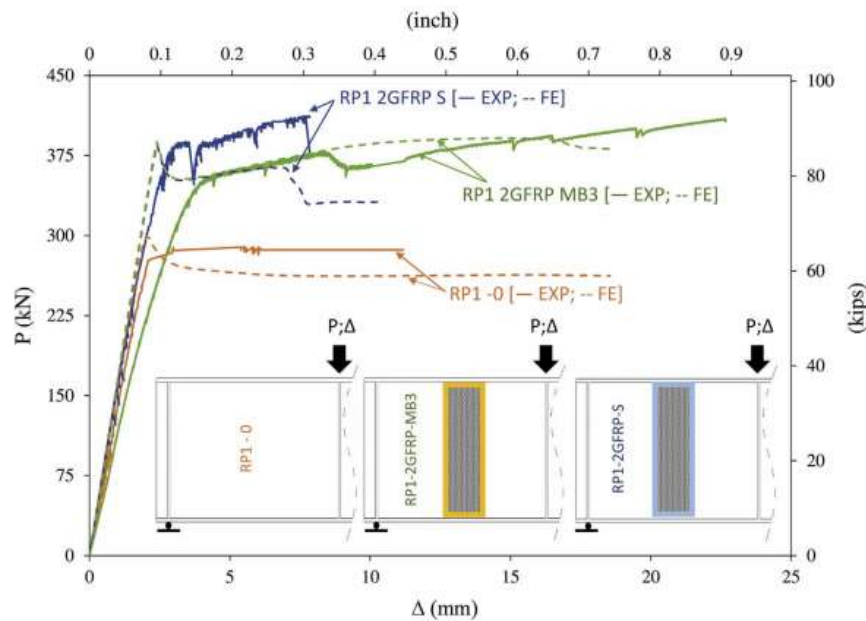 (inch)
0 0.1 0.2 0.3 0.4 0.5 0.6 0.7 0.8 0.9
450
375
300
225
150
75
0
P (kN)
100
80
60
40
20
0
(kips)
RP1 2GFRP S [— EXP; -- FE]
RP1 2GFRP MB3 [— EXP; -- FE]
RP1 -0 [— EXP; -- FE]
P;Δ P;Δ P;Δ
RP1 - 0
RP1-2GFRP-MB3
RP1-2GFRP-S
0 5 10 15 20 25
Δ (mm)